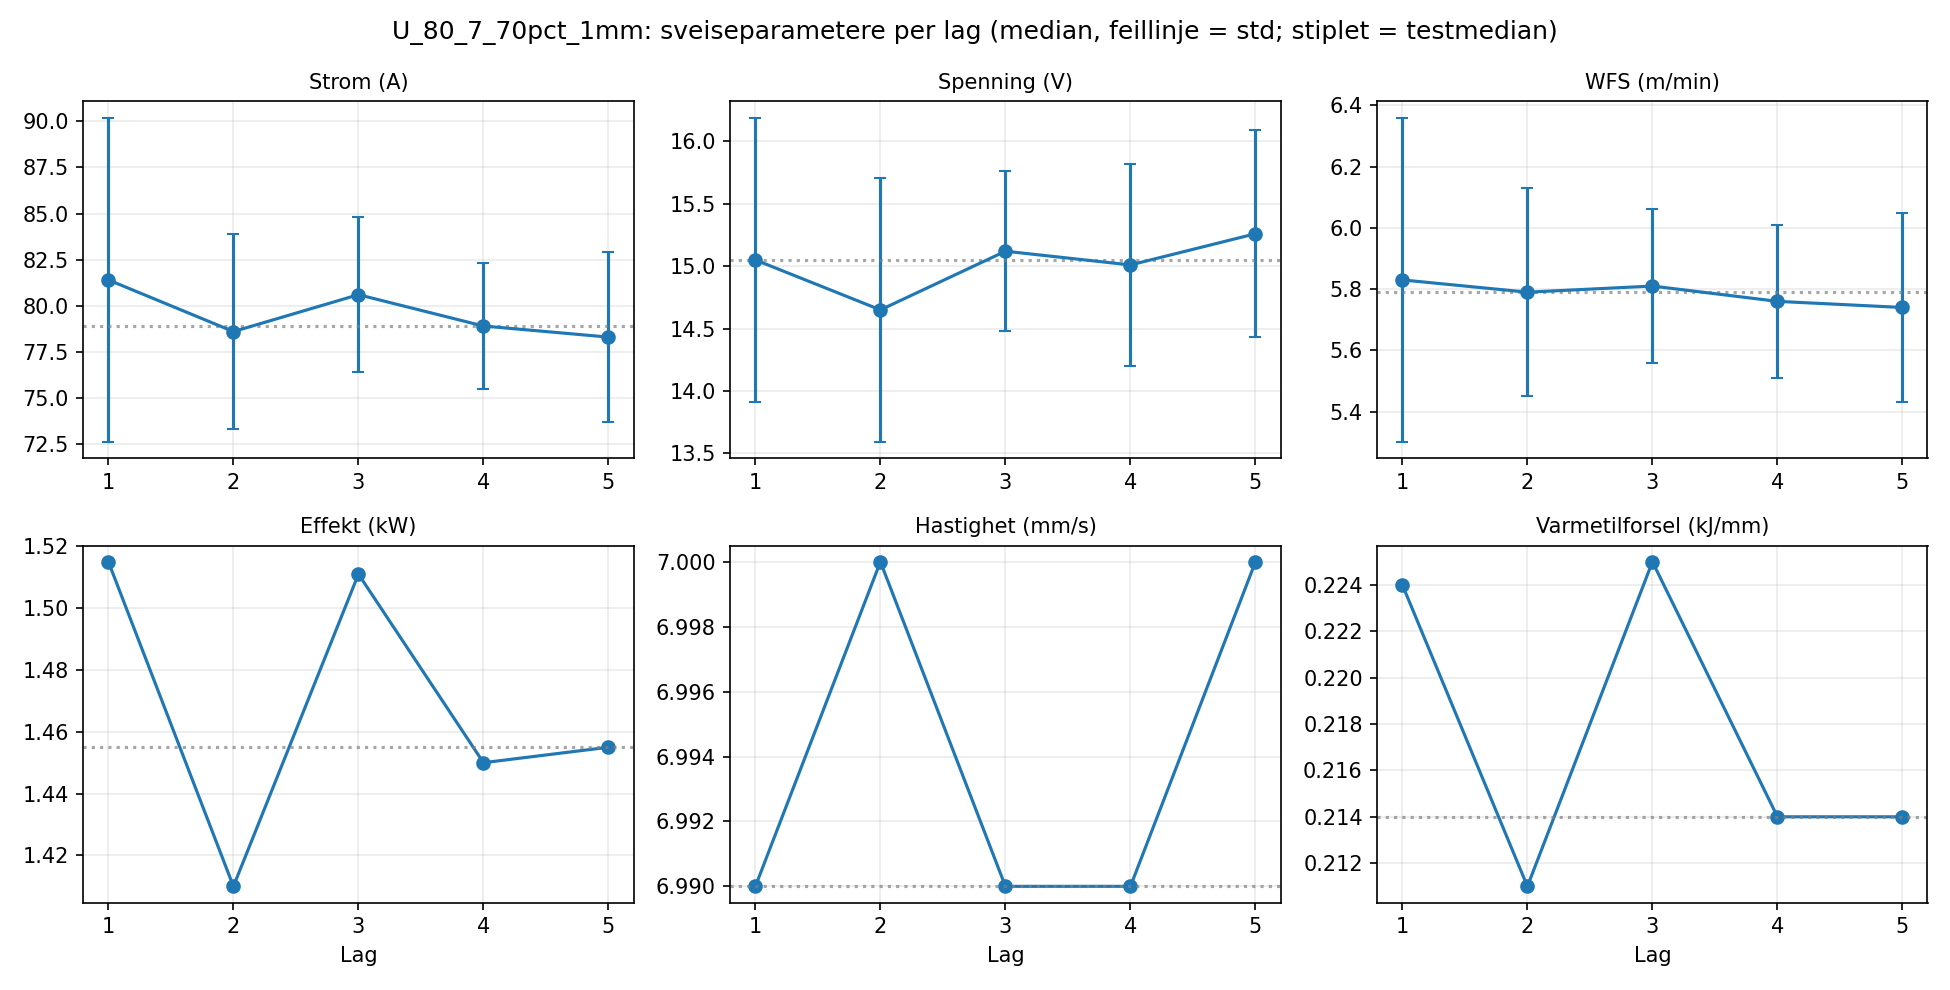 U_80_7_70pct_1mm: sveiseparametere per lag (median, feillinje = std; stiplet = testmedian)
Strom (A)
90.0
87.5
85.0
82.5
80.0
77.5
75.0
72.5
1 2 3 4 5
Spenning (V)
16.0
15.5
15.0
14.5
14.0
13.5
1 2 3 4 5
WFS (m/min)
6.4
6.2
6.0
5.8
5.6
5.4
1 2 3 4 5
Effekt (kW)
1.52
1.50
1.48
1.46
1.44
1.42
1 2 3 4 5
Lag
Hastighet (mm/s)
7.000
6.998
6.996
6.994
6.992
6.990
1 2 3 4 5
Lag
Varmetilforsel (kJ/mm)
0.224
0.222
0.220
0.218
0.216
0.214
0.212
1 2 3 4 5
Lag